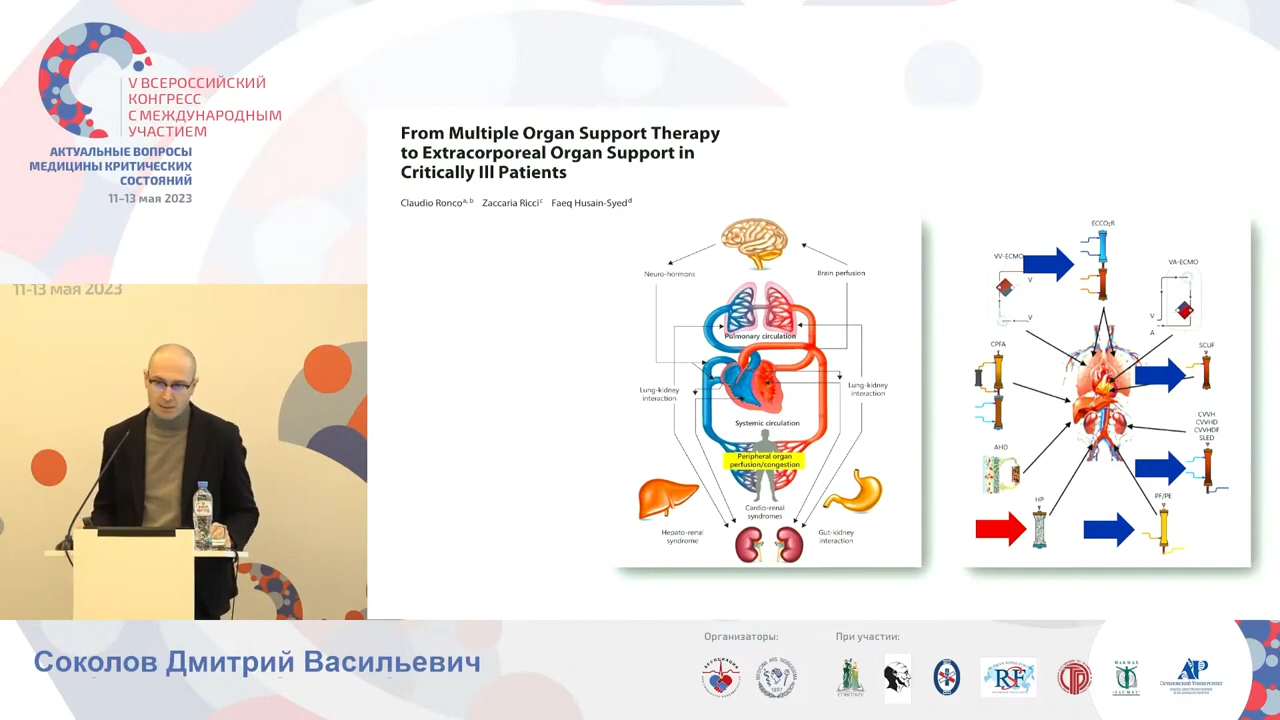 V ВСЕРОССИЙСКИЙ
КОНГРЕСС
С МЕЖДУНАРОДНЫМ
УЧАСТИЕМ
АКТУАЛЬНЫЕ ВОПРОСЫ
МЕДИЦИНЫ КРИТИЧЕСКИХ
СОСТОЯНИЙ
11–13 мая 2023
11-13 мая 2023
From Multiple Organ Support Therapy
to Extracorporeal Organ Support in
Critically Ill Patients
Claudio Ronco a, b Zaccaria Ricci c Faeq Husain-Syed d
Neuro-hormons
Brain perfusion
Pulmonary circulation
Lung-kidney
interaction
Lung-kidney
interaction
Systemic circulation
Peripheral organ
perfusion/congestion
Cardio-renal
syndromes
Hepato-renal
syndrome
Gut-kidney
interaction
ECCO₂R
VV-ECMO
V
V
VA-ECMO
V
A
CPFA
SCUF
CVVH
CVVHD
CVVHDF
SLED
AHD
HP
PF/PE
Соколов Дмитрий Васильевич
Организаторы:
При участии: